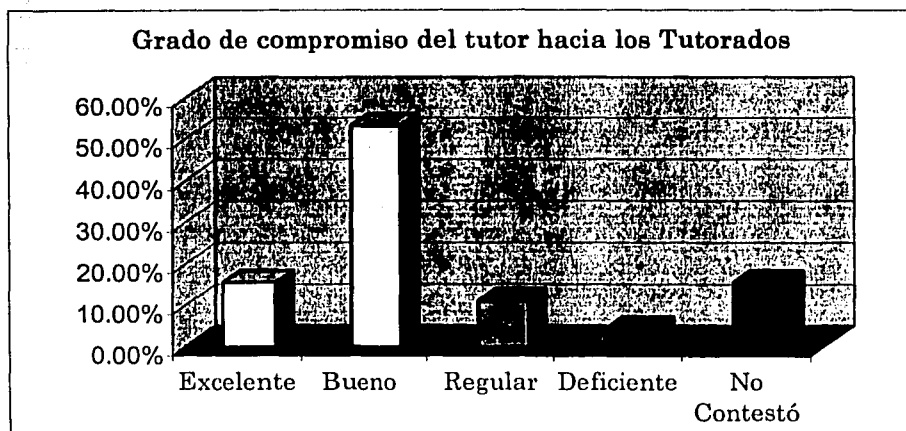 Grado de compromiso del tutor hacia los Tutorados
60.00%
50.00%
40.00%
30.00%
20.00%
10.00%
0.00%
Excelente Bueno Regular Deficiente No
Contestó